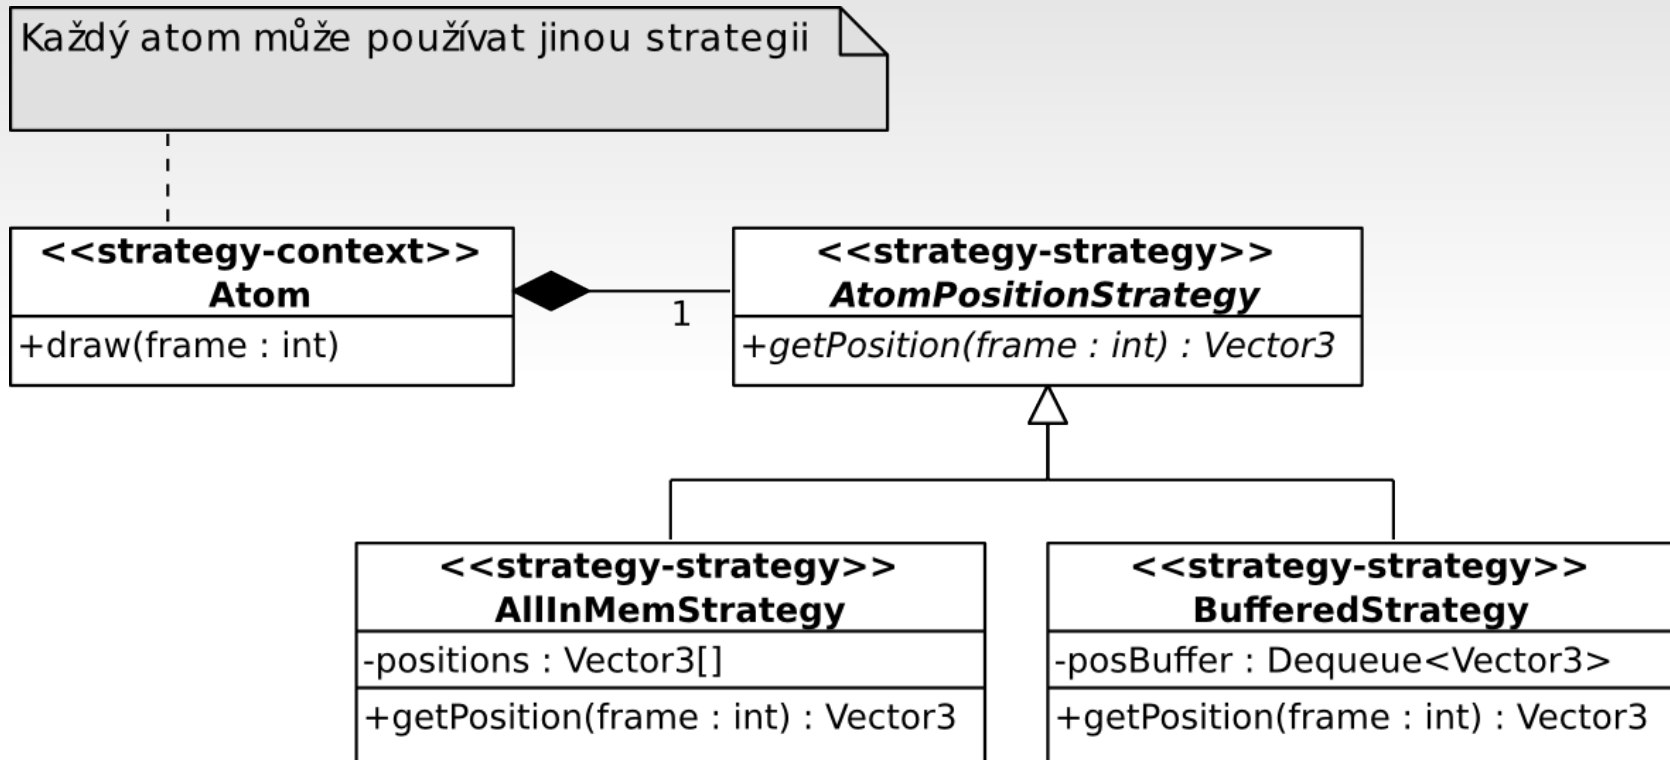 Každý atom může používat jinou strategii
<<strategy-context>>
Atom
+draw(frame : int)
1
<<strategy-strategy>>
AtomPositionStrategy
+getPosition(frame : int) : Vector3
<<strategy-strategy>>
AllInMemStrategy
-positions : Vector3[]
+getPosition(frame : int) : Vector3
<<strategy-strategy>>
BufferedStrategy
-posBuffer : Dequeue<Vector3>
+getPosition(frame : int) : Vector3